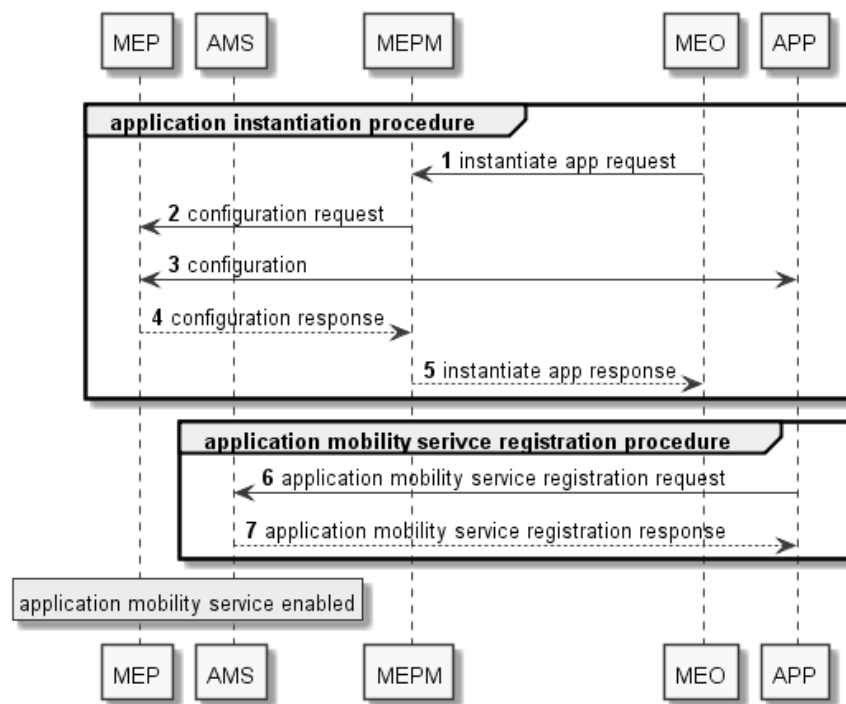 MEP AMS MEPM MEO APP
application instantiation procedure
1 instantiate app request
2 configuration request
3 configuration
4 configuration response
5 instantiate app response
application mobility serivce registration procedure
6 application mobility service registration request
7 application mobility service registration response
application mobility service enabled
MEP AMS MEPM MEO APP